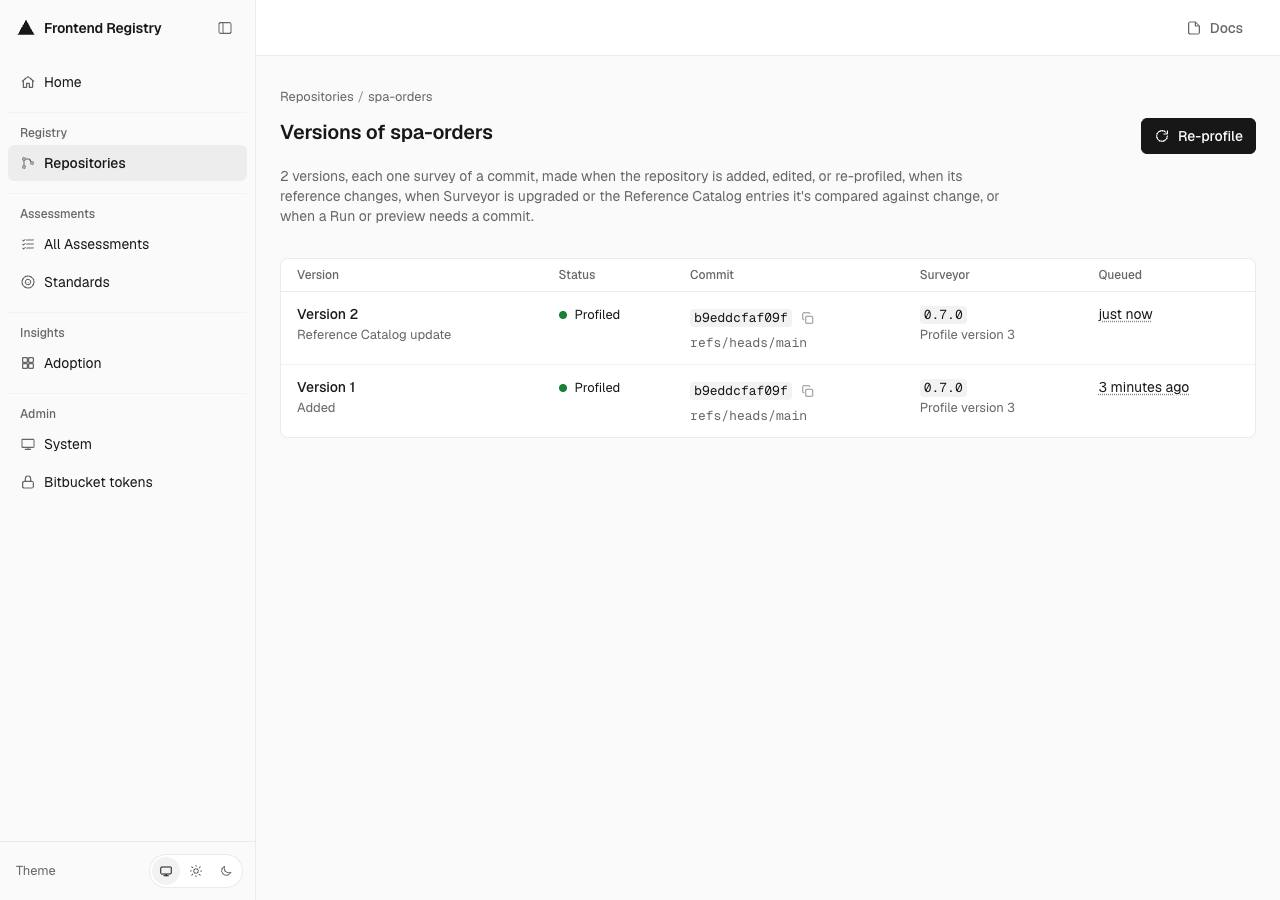 Frontend Registry
Docs
Home
Registry
Repositories
Assessments
All Assessments
Standards
Insights
Adoption
Admin
System
Bitbucket tokens
Theme
Repositories / spa-orders
Versions of spa-orders
Re-profile
2 versions, each one survey of a commit, made when the repository is added, edited, or re-profiled, when its
reference changes, when Surveyor is upgraded or the Reference Catalog entries it's compared against change, or
when a Run or preview needs a commit.
Version Status Commit Surveyor Queued
Version 2 Profiled b9eddcfaf09f 0.7.0 just now
Reference Catalog update refs/heads/main Profile version 3
Version 1 Profiled b9eddcfaf09f 0.7.0 3 minutes ago
Added refs/heads/main Profile version 3